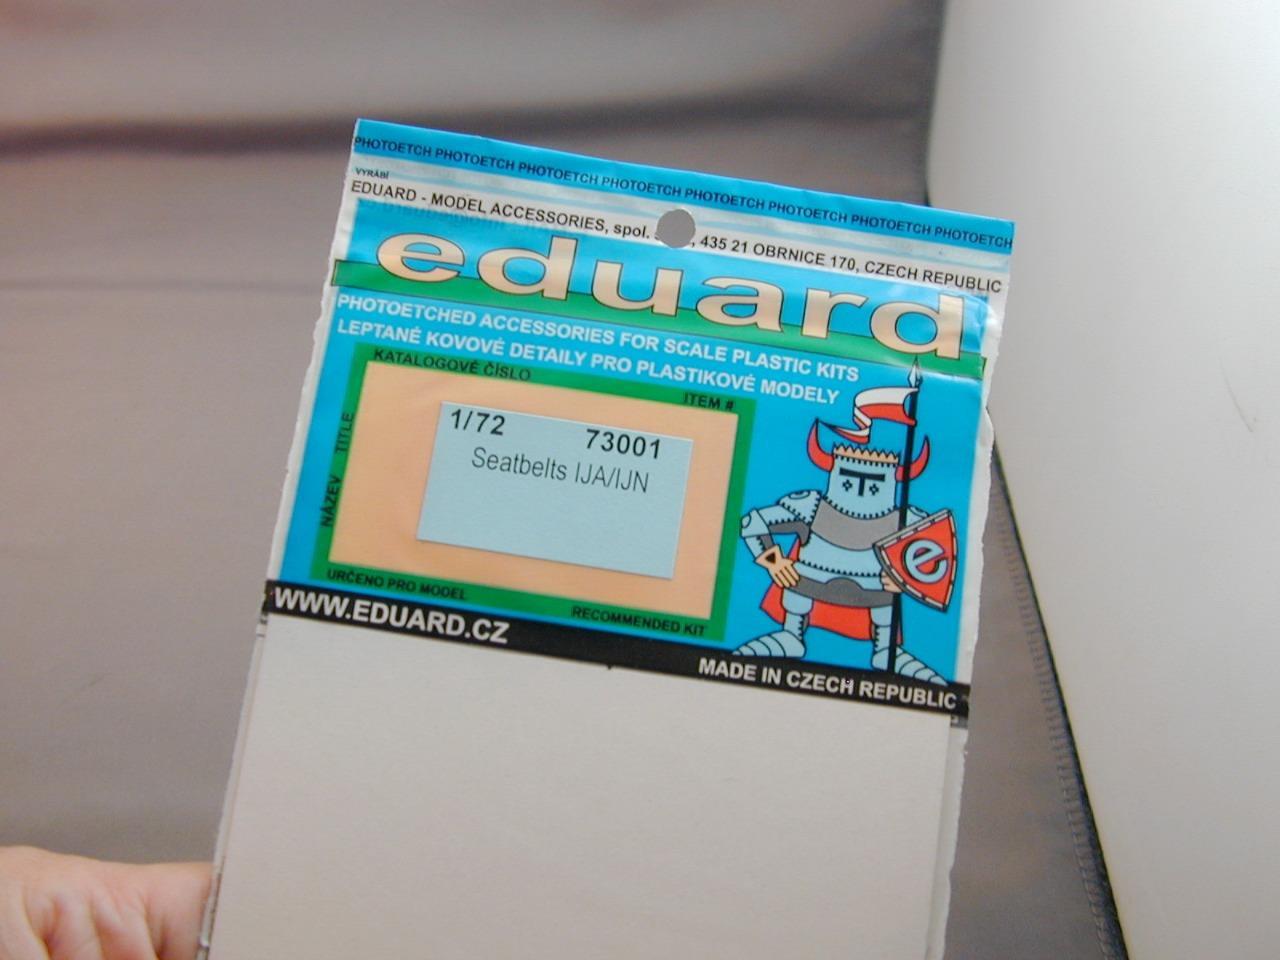 PHOTOETCH PHOTOETCH PHOTOETCH PHOTOETCH PHOTOETCH PHOTOETCH PHOTOETCH PHOTOETCH
VYRÁBÍ
EDUARD - MODEL ACCESSORIES, spol. , 435 21 OBRNICE 170, CZECH REPUBLIC
eduard
PHOTOETCHED ACCESSORIES FOR SCALE PLASTIC KITS
LEPTANÉ KOVOVÉ DETAILY PRO PLASTIKOVÉ MODELY
KATALOGOVÉ ČÍSLO
ITEM #
NÁZEV TITLE
1/72 73001
Seatbelts IJA/IJN
e
URČENO PRO MODEL
RECOMMENDED KIT
WWW.EDUARD.CZ
MADE IN CZECH REPUBLIC